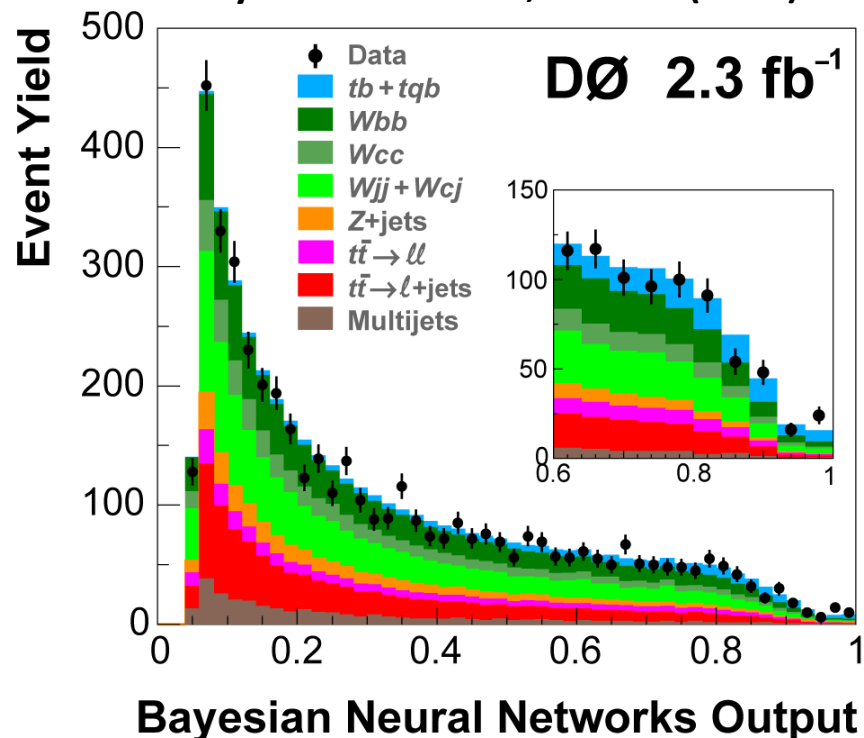 500
400
300
200
100
0
Event Yield
Data
tb + tqb
Wbb
Wcc
Wjj + Wcj
Z+jets
tt̄ → ℓℓ
tt̄ → ℓ+jets
Multijets
DØ 2.3 fb⁻¹
150
100
50
0
0.6 0.8 1
0 0.2 0.4 0.6 0.8 1
Bayesian Neural Networks Output